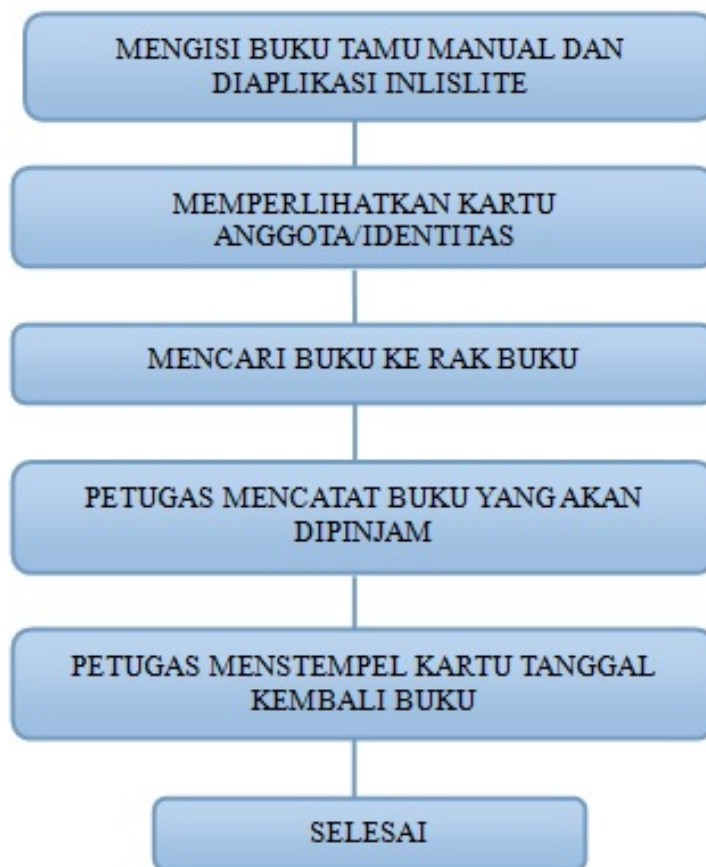 MENGISI BUKU TAMU MANUAL DAN
DIAPLIKASI INLISLITE
MEMPERLIHATKAN KARTU
ANGGOTA/IDENTITAS
MENCARI BUKU KE RAK BUKU
PETUGAS MENCATAT BUKU YANG AKAN
DIPINJAM
PETUGAS MENSTEMPEL KARTU TANGGAL
KEMBALI BUKU
SELESAI